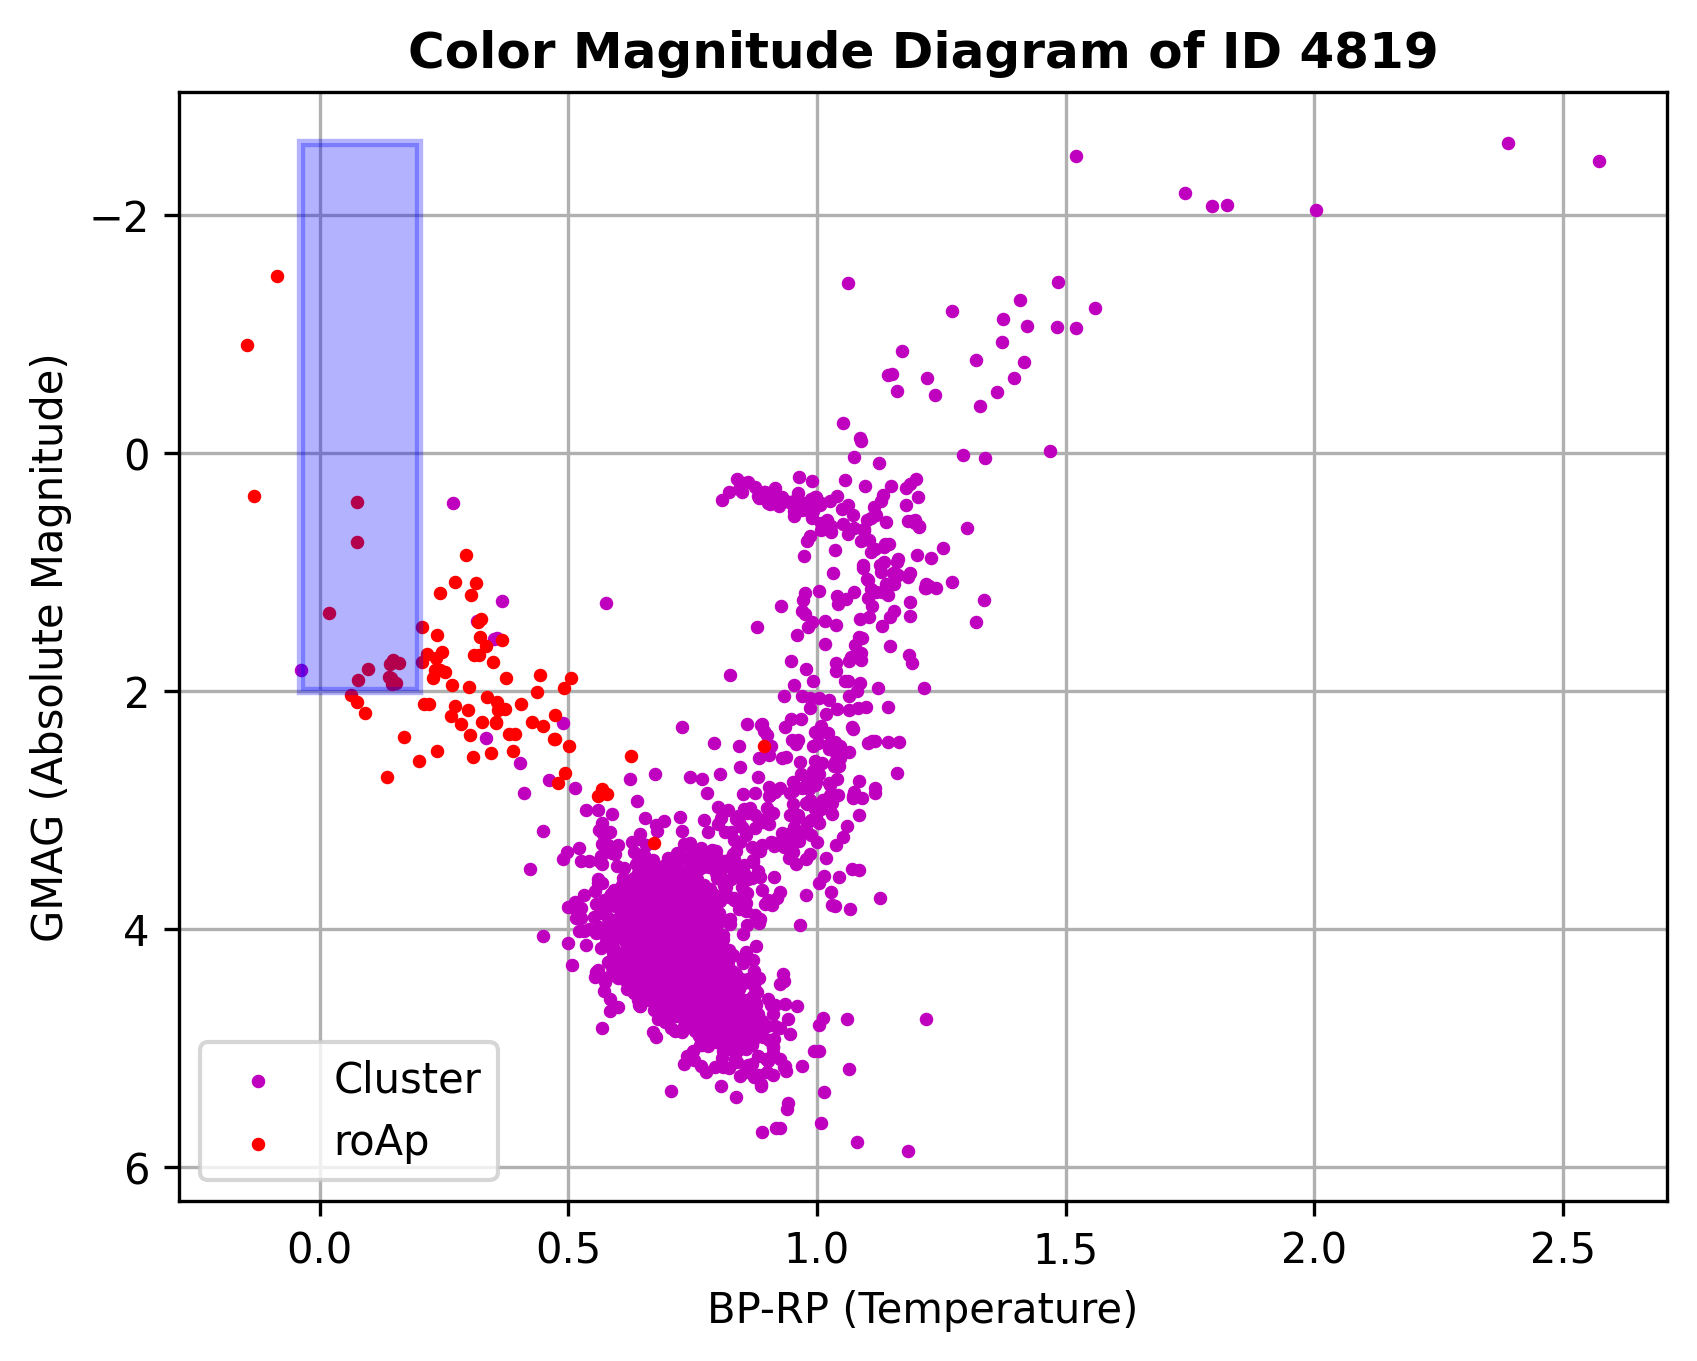 Color Magnitude Diagram of ID 4819
GMAG (Absolute Magnitude)
−2
0
2
4
6
Cluster
roAp
0.0 0.5 1.0 1.5 2.0 2.5
BP-RP (Temperature)